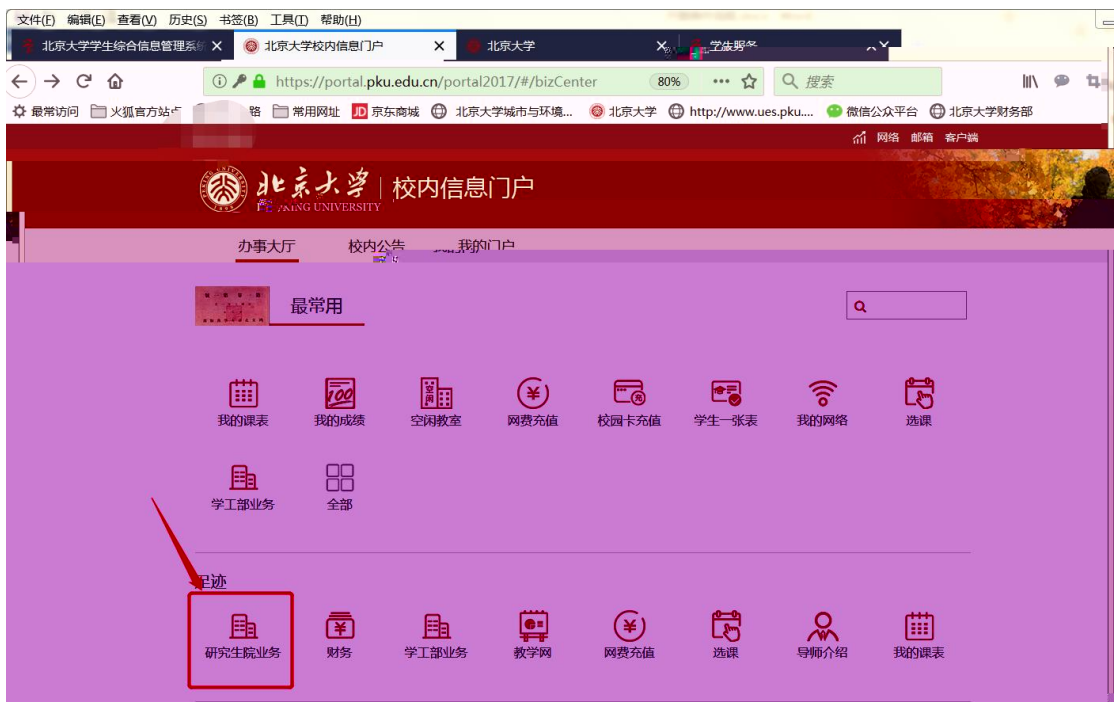 文件(F) 编辑(E) 查看(V) 历史(S) 书签(B) 工具(T) 帮助(H)
北京大学学生综合信息管理系 北京大学校内信息门户 北京大学
https://portal.pku.edu.cn/portal2017/#/bizCenter 80% 搜索
最常访问 火狐官方站点 路 常用网址 JD 京东商城 北京大学城市与环境... 北京大学 http://www.ues.pku.... 微信公众平台 北京大学财务部
网络 邮箱 客户端
北京大学 校内信息门户
PEKING UNIVERSITY
办事大厅 校内公告 我的门户
最常用
我的课表 我的成绩 空闲教室 网费充值 校园卡充值 学生一张表 我的网络 选课
学工部业务 全部
足迹
研究生院业务 财务 学工部业务 教学网 网费充值 选课 导师介绍 我的课表